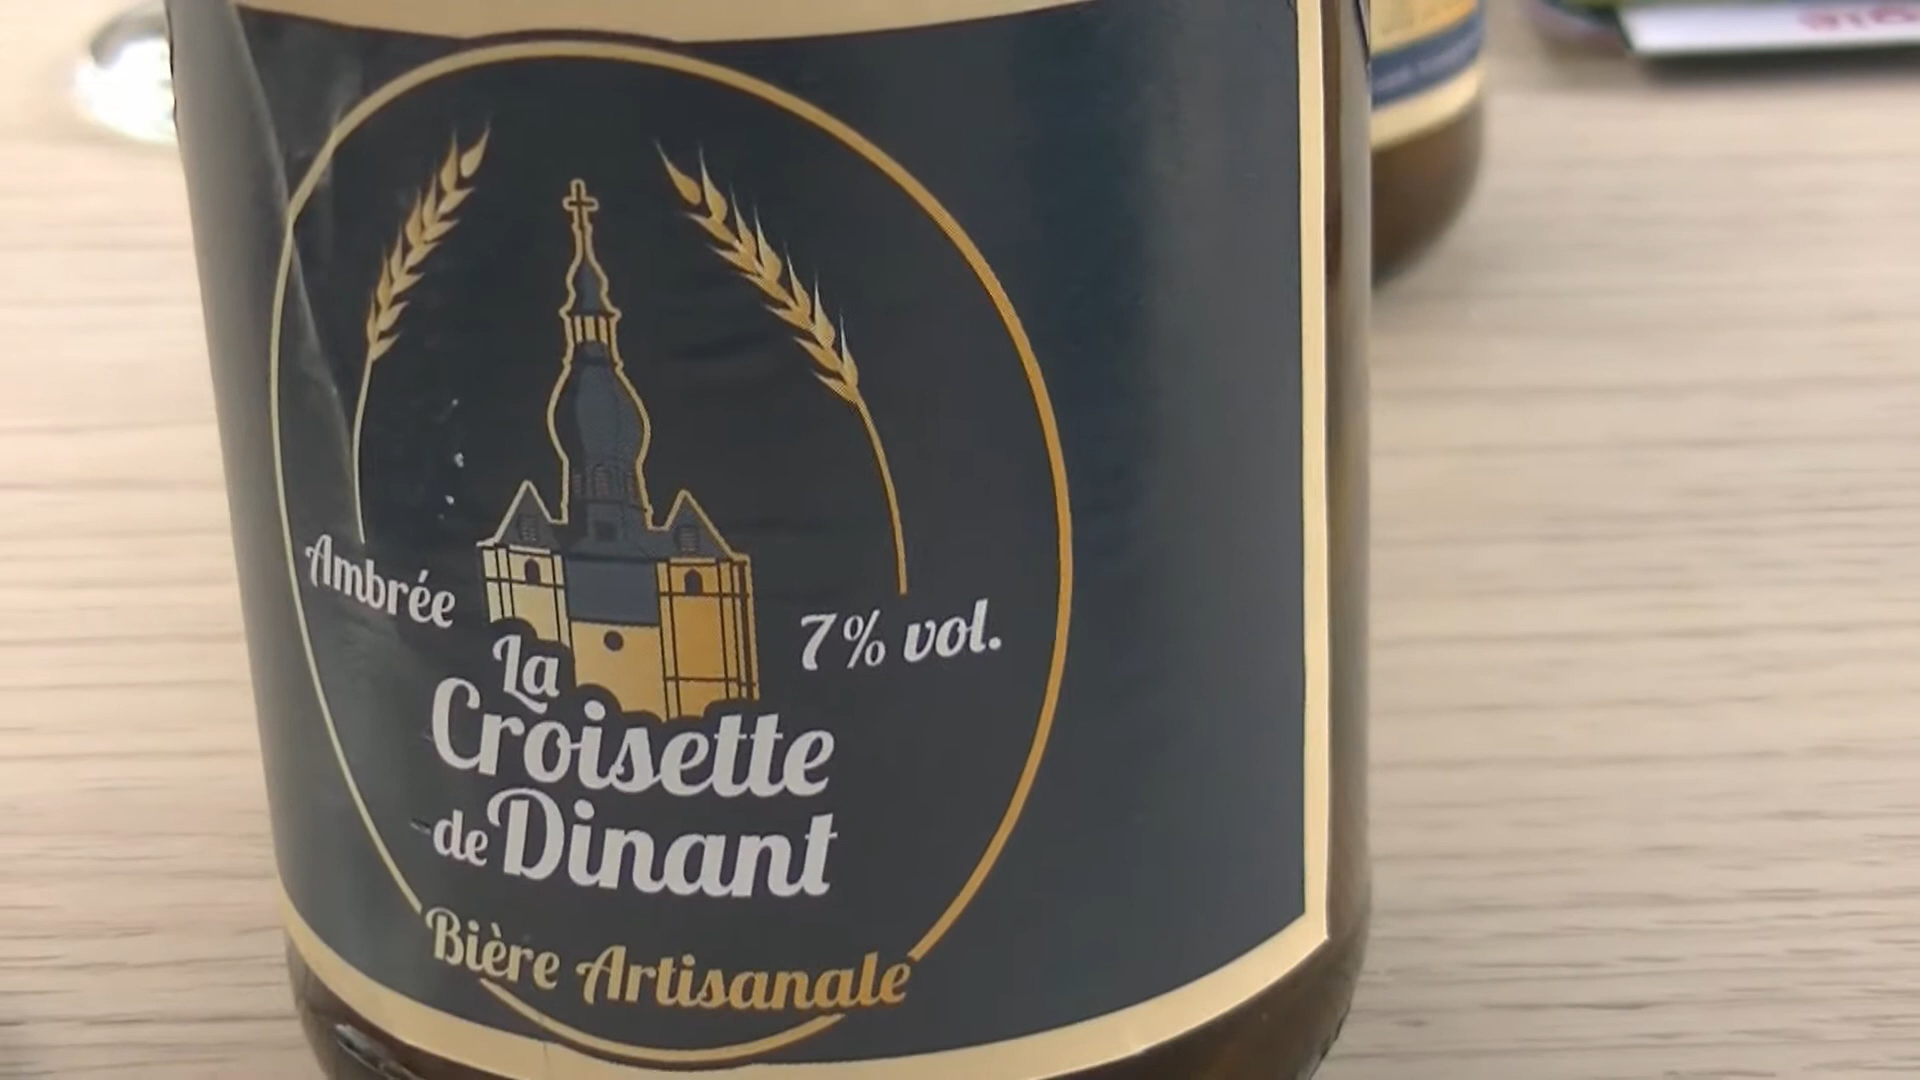 Ambrée
7% vol.
La
Croisette
de Dinant
Bière Artisanale